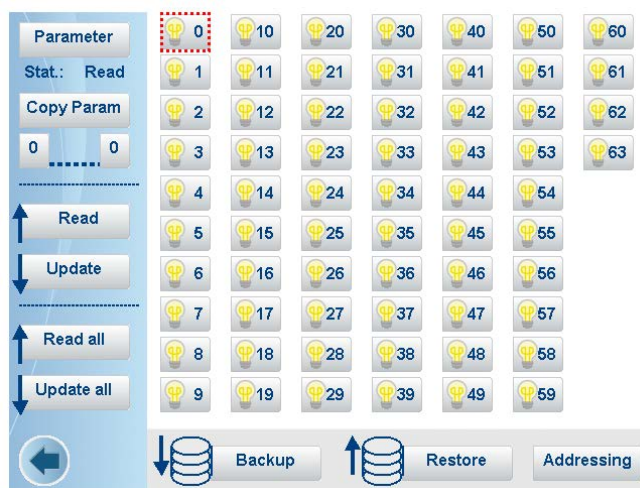 Parameter
Stat.: Read
Copy Param
0 0
Read
Update
Read all
Update all
0 10 20 30 40 50 60
1 11 21 31 41 51 61
2 12 22 32 42 52 62
3 13 23 33 43 53 63
4 14 24 34 44 54
5 15 25 35 45 55
6 16 26 36 46 56
7 17 27 37 47 57
8 18 28 38 48 58
9 19 29 39 49 59
Backup Restore Addressing